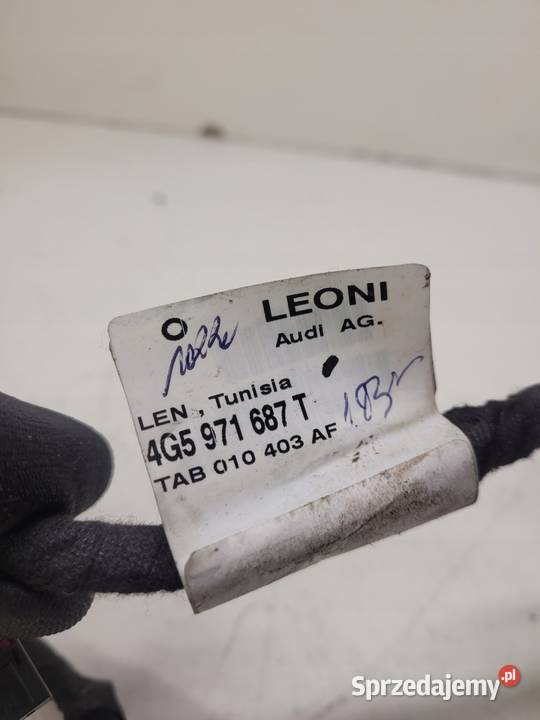 O LEONI
Audi AG.
LEN , Tunisia
4G5 971 687 T
TAB 010 403 AF
Sprzedajemy.pl